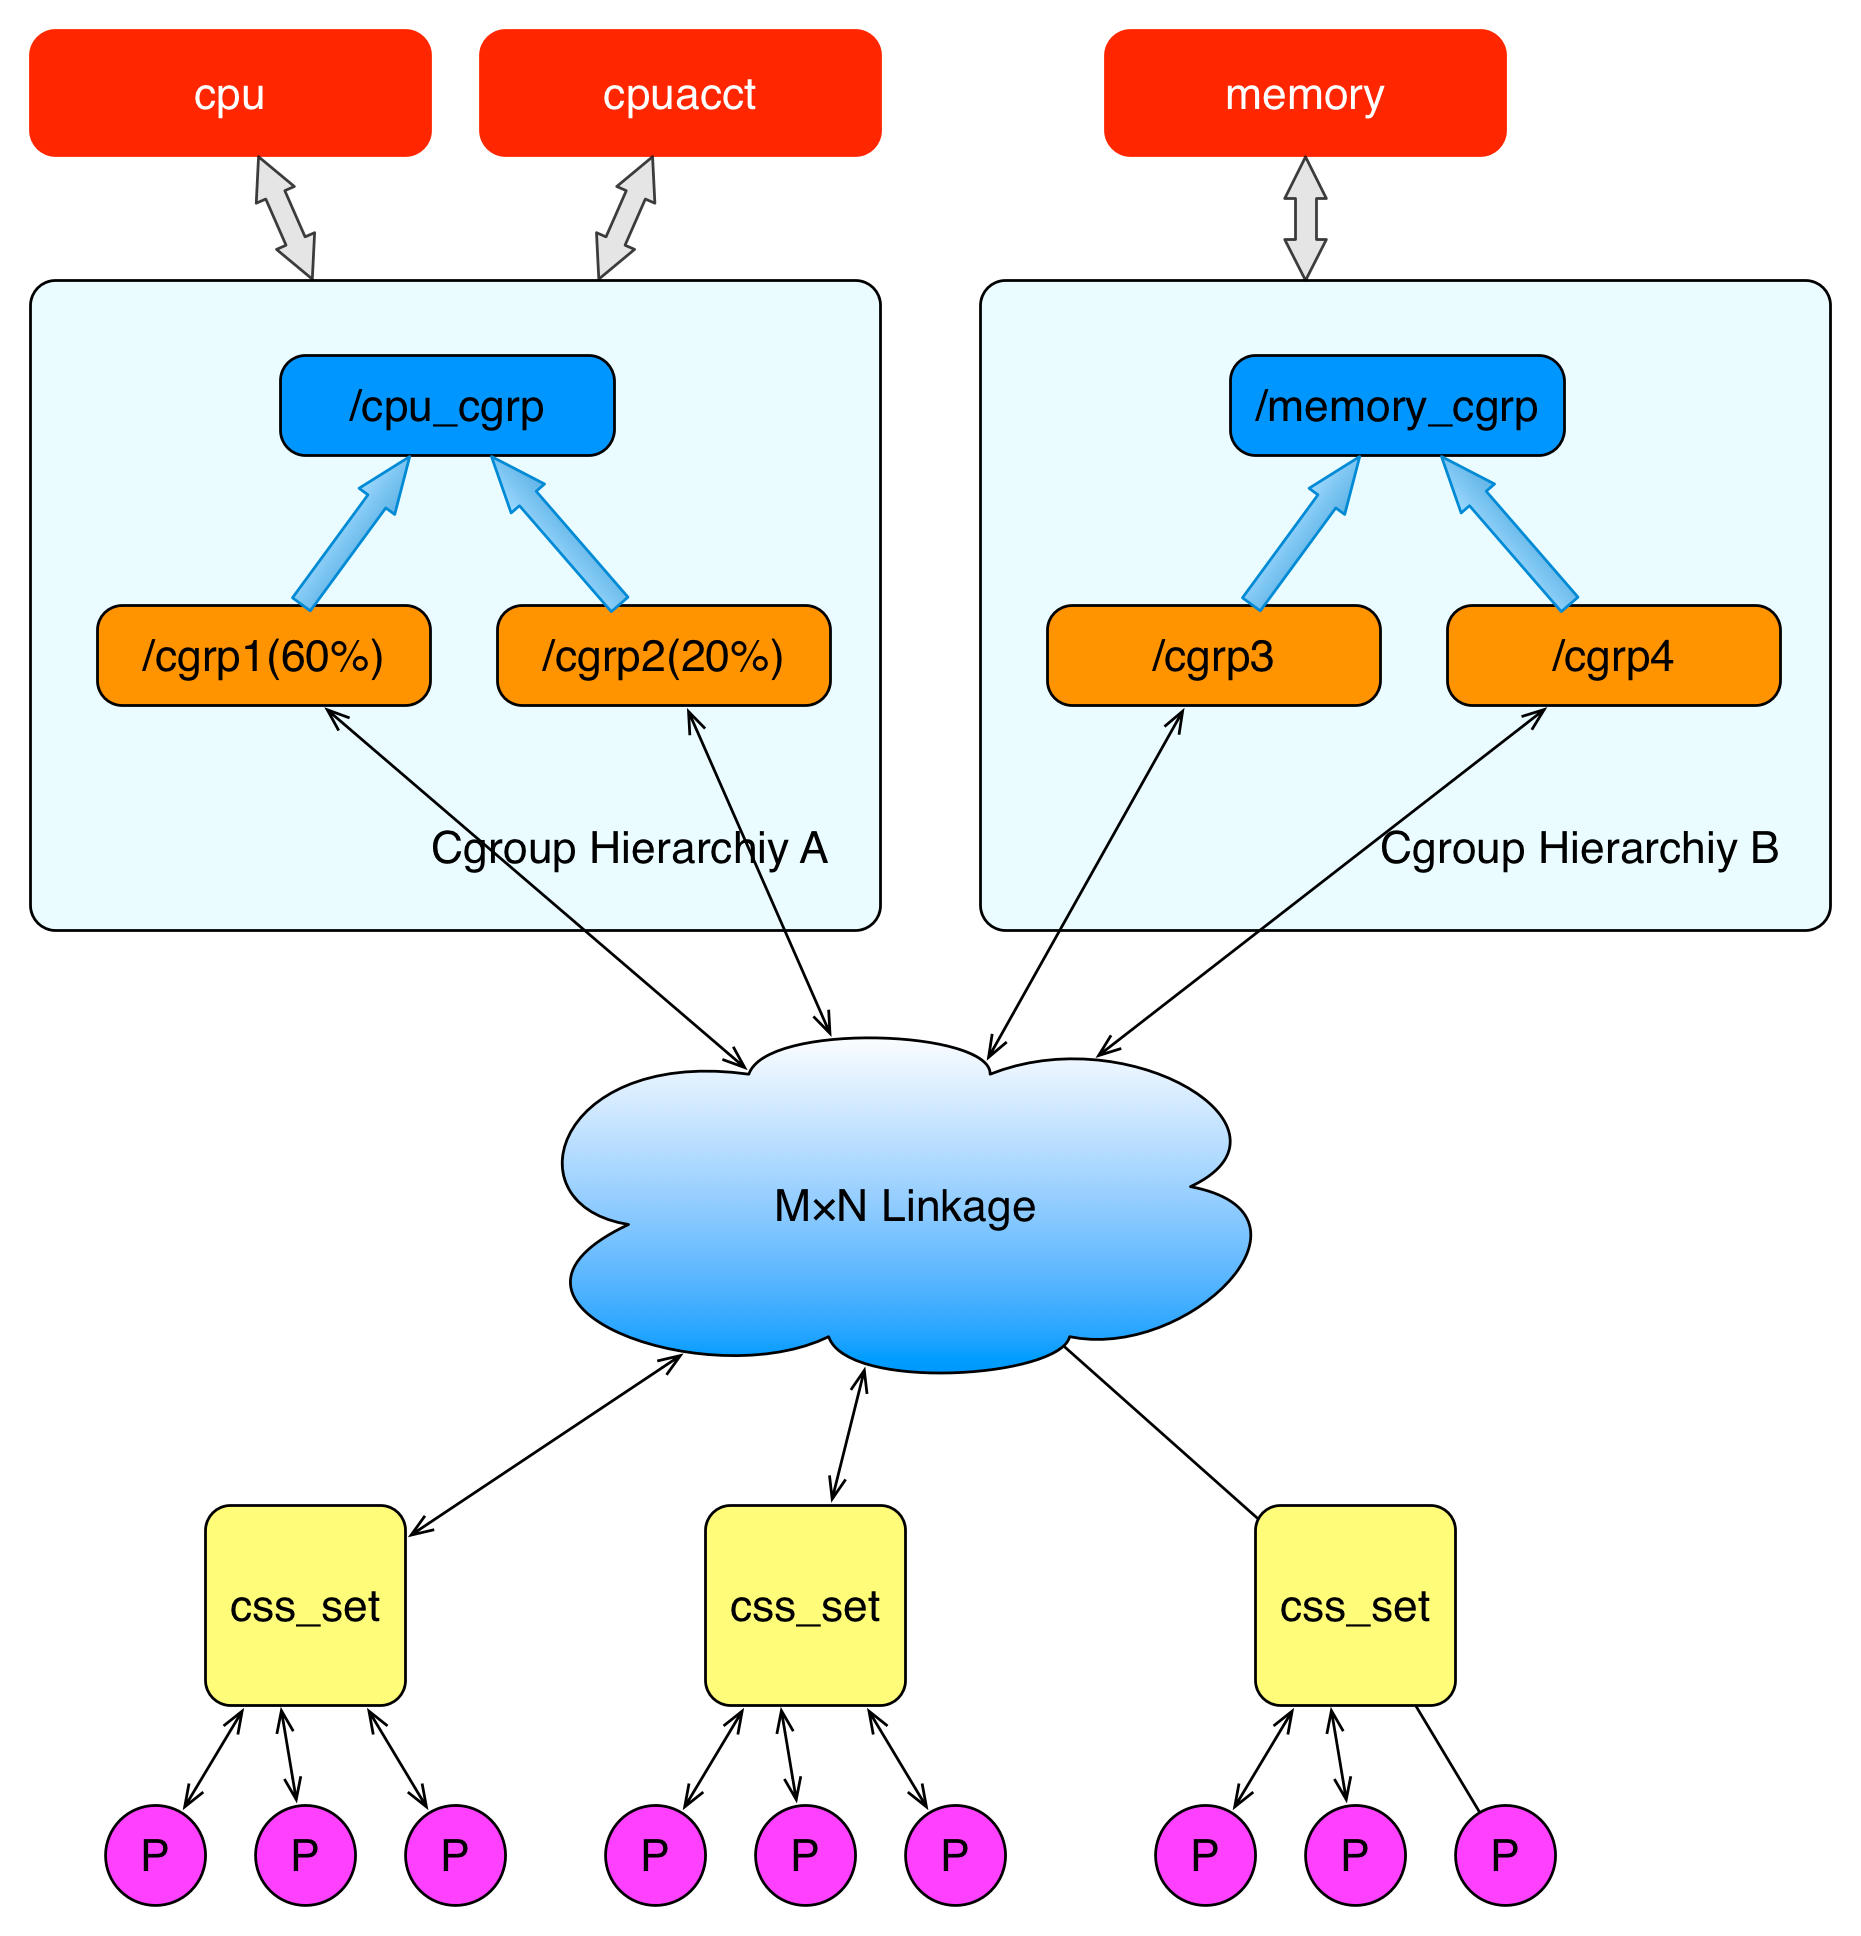 cpu
cpuacct
memory
/cpu_cgrp
/memory_cgrp
/cgrp1(60%)
/cgrp2(20%)
/cgrp3
/cgrp4
Cgroup Hierarchiy A
Cgroup Hierarchiy B
M×N Linkage
css_set
css_set
css_set
P
P
P
P
P
P
P
P
P